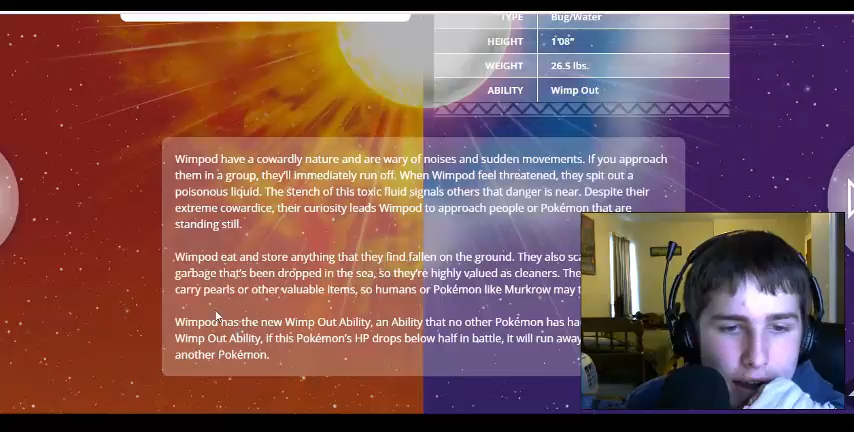 TYPE Bug/Water
HEIGHT 1'08"
WEIGHT 26.5 lbs.
ABILITY Wimp Out
Wimpod have a cowardly nature and are wary of noises and sudden movements. If you approach
them in a group, they'll immediately run off. When Wimpod feel threatened, they spit out a
poisonous liquid. The stench of this toxic fluid signals others that danger is near. Despite their
extreme cowardice, their curiosity leads Wimpod to approach people or Pokémon that are
standing still.
Wimpod eat and store anything that they find fallen on the ground. They also
garbage that's been dropped in the sea, so they're highly valued as cleaners.
carry pearls or other valuable items, so humans or Pokémon like Murkrow may
Wimpod has the new Wimp Out Ability, an Ability that no other Pokémon has
Wimp Out Ability, if this Pokémon's HP drops below half in battle, it will run away
another Pokémon.